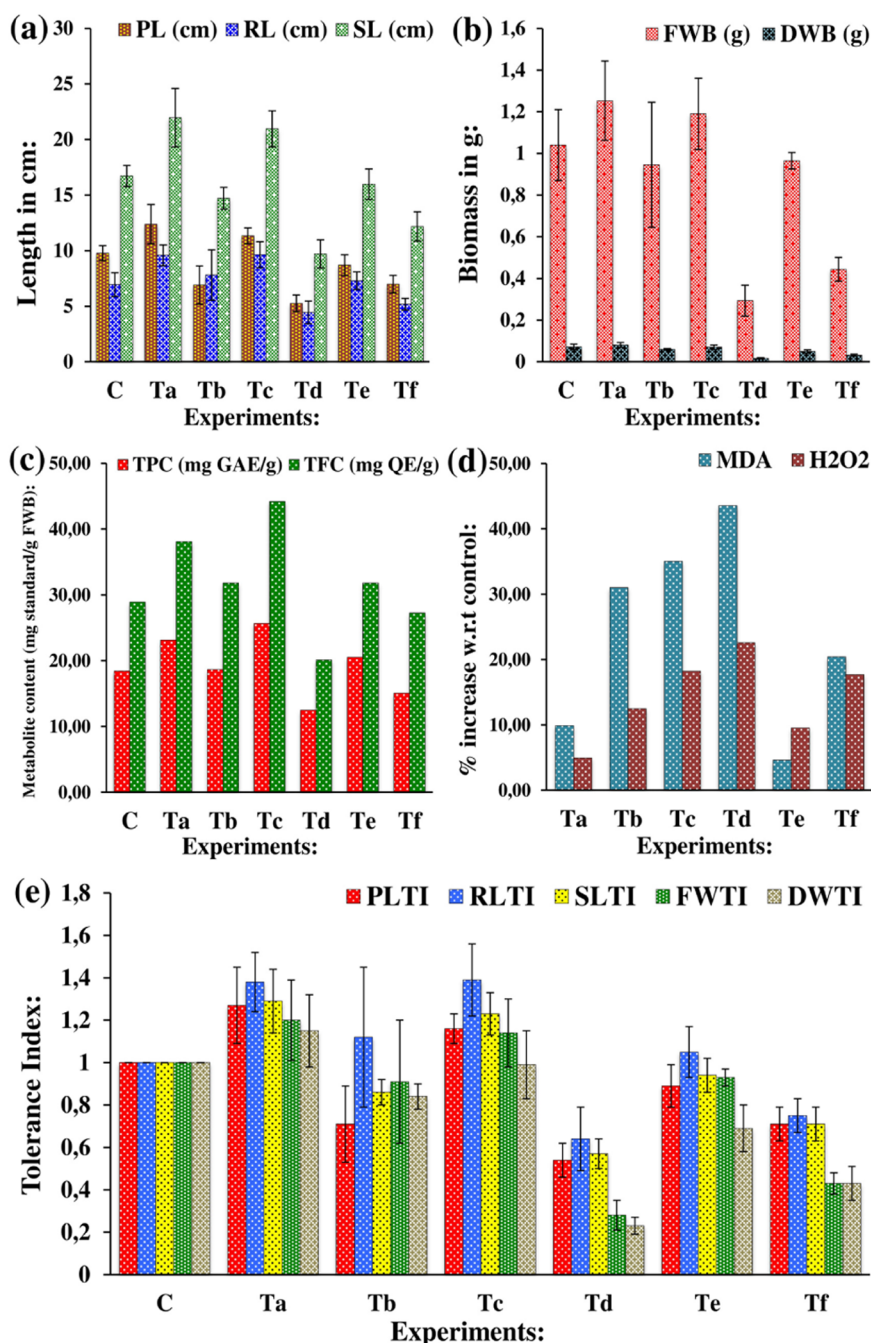 (a)
PL (cm) RL (cm) SL (cm)
Length in cm:
30
25
20
15
10
5
0
C Ta Tb Tc Td Te Tf
Experiments:
(b)
FWB (g) DWB (g)
Biomass in g:
1,6
1,4
1,2
1
0,8
0,6
0,4
0,2
0
C Ta Tb Tc Td Te Tf
Experiments:
(c)
TPC (mg GAE/g) TFC (mg QE/g)
Metabolite content (mg standard/g FWB):
50,00
40,00
30,00
20,00
10,00
0,00
C Ta Tb Tc Td Te Tf
Experiments:
(d)
MDA H2O2
% increase w.r.t control:
50,00
40,00
30,00
20,00
10,00
0,00
Ta Tb Tc Td Te Tf
Experiments:
(e)
PLTI RLTI SLTI FWTI DWTI
Tolerance Index:
1,8
1,6
1,4
1,2
1
0,8
0,6
0,4
0,2
0
C Ta Tb Tc Td Te Tf
Experiments: